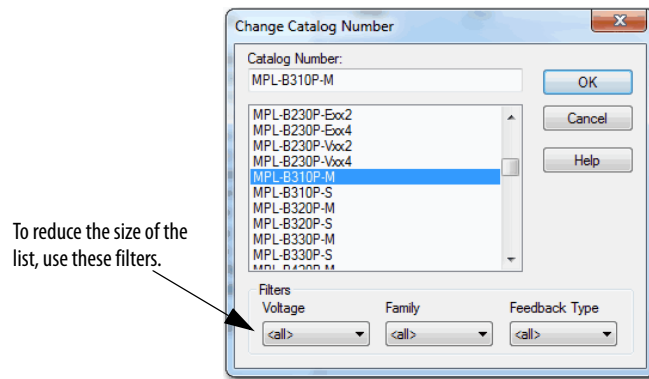 Change Catalog Number
Catalog Number:
MPL-B310P-M
OK
MPL-B230P-Exx2
MPL-B230P-Exx4
MPL-B230P-Vxx2
MPL-B230P-Vxx4
MPL-B310P-M
MPL-B310P-S
MPL-B320P-M
MPL-B320P-S
MPL-B330P-M
MPL-B330P-S
MPL-B420P-M
Cancel
Help
To reduce the size of the
list, use these filters.
Filters
Voltage Family Feedback Type
<all> <all> <all>